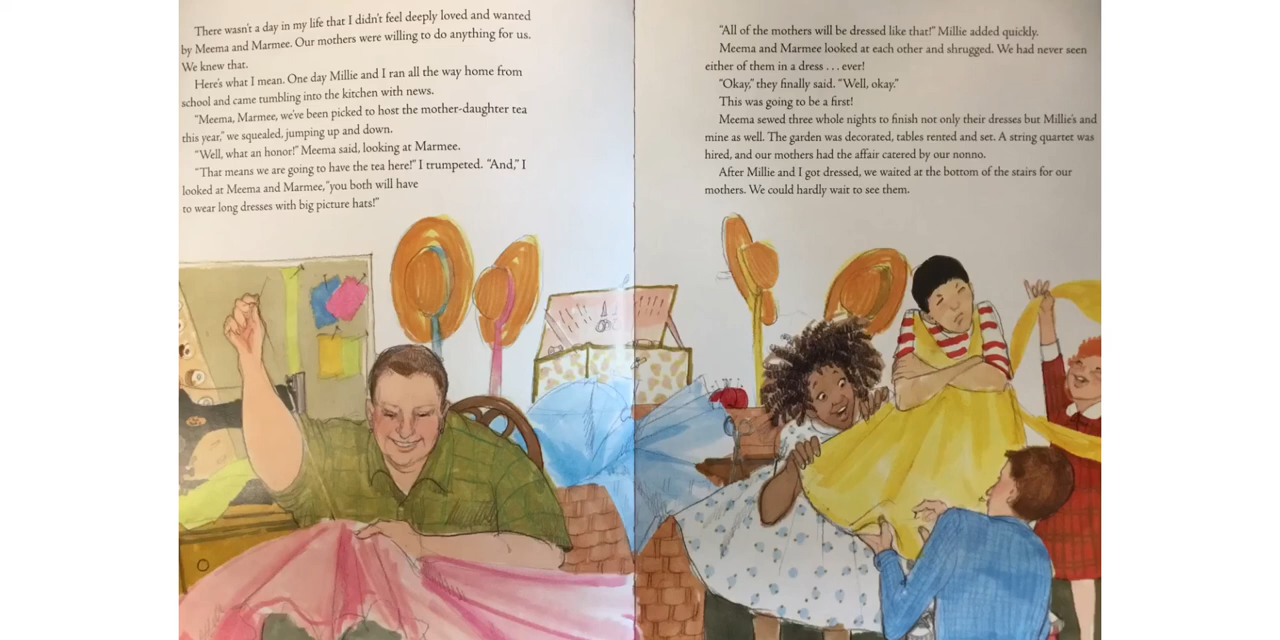 There wasn't a day in my life that I didn't feel deeply loved and wanted
by Meema and Marmee. Our mothers were willing to do anything for us.
We knew that.
Here's what I mean. One day Millie and I ran all the way home from
school and came tumbling into the kitchen with news.
"Meema, Marmee, we've been picked to host the mother-daughter tea
this year," we squealed, jumping up and down.
"Well, what an honor!" Meema said, looking at Marmee.
"That means we are going to have the tea here!" I trumpeted. "And," I
looked at Meema and Marmee, "you both will have
to wear long dresses with big picture hats!"
"All of the mothers will be dressed like that!" Millie added quickly.
Meema and Marmee looked at each other and shrugged. We had never seen
either of them in a dress . . . ever!
"Okay," they finally said. "Well, okay."
This was going to be a first!
Meema sewed three whole nights to finish not only their dresses but Millie's and
mine as well. The garden was decorated, tables rented and set. A string quartet was
hired, and our mothers had the affair catered by our nonno.
After Millie and I got dressed, we waited at the bottom of the stairs for our
mothers. We could hardly wait to see them.